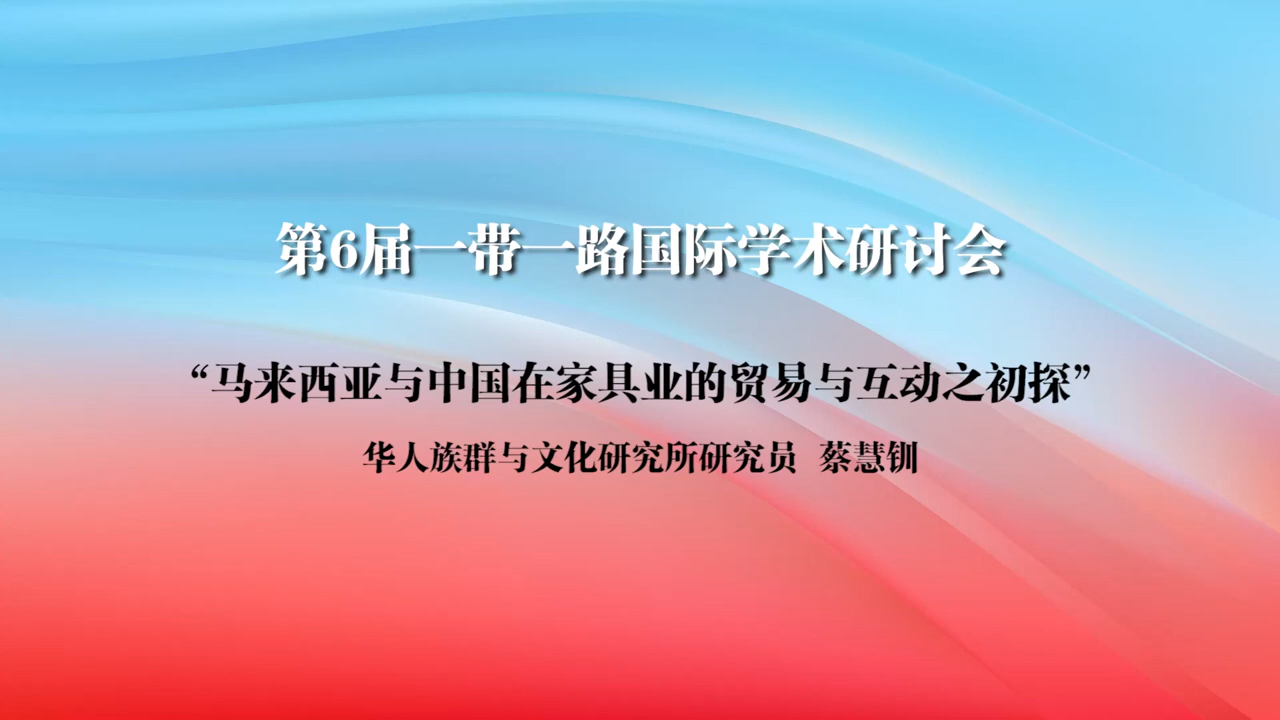 第6届一带一路国际学术研讨会
“马来西亚与中国在家具业的贸易与互动之初探”
华人族群与文化研究所研究员 蔡慧钏